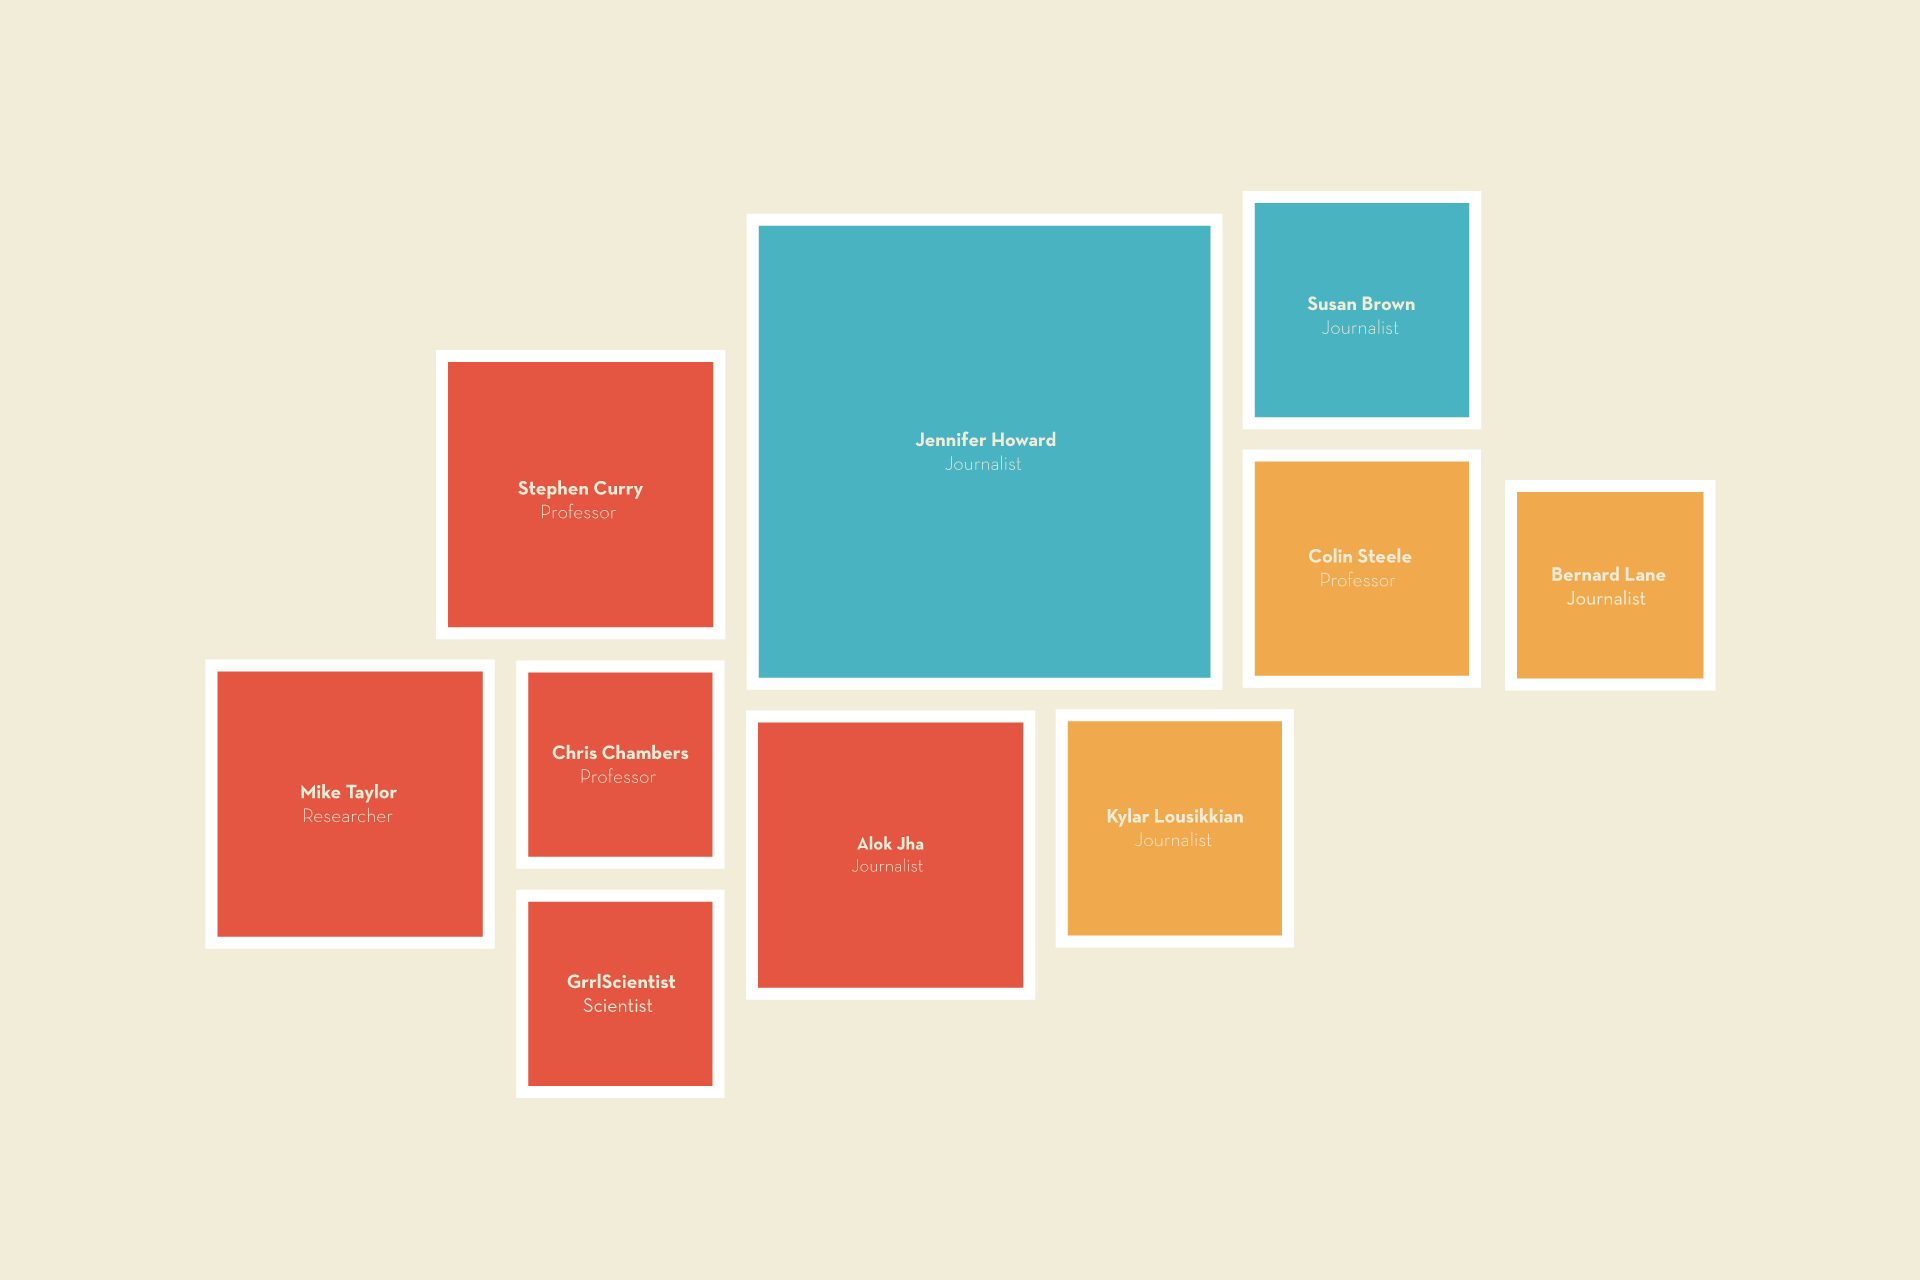 Susan Brown
Journalist
Jennifer Howard
Journalist
Stephen Curry
Professor
Colin Steele
Professor
Bernard Lane
Journalist
Mike Taylor
Researcher
Chris Chambers
Professor
Alok Jha
Journalist
Kylar Lousikkian
Journalist
GrrlScientist
Scientist